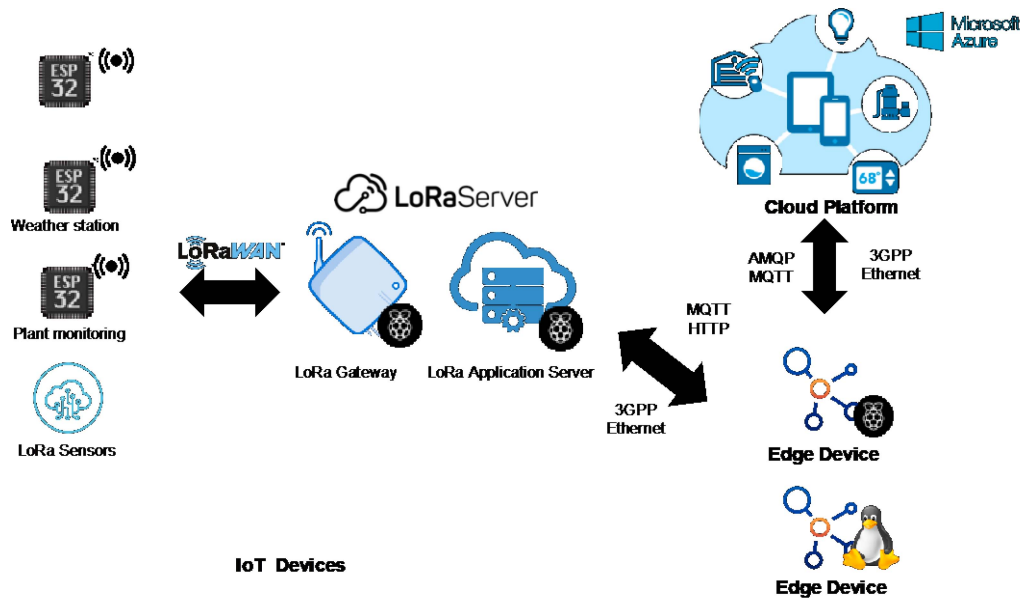 ESP
32
ESP
32
Weather station
ESP
32
Plant monitoring
LoRa Sensors
LoRaWAN
LoRaServer
LoRa Gateway
LoRa Application Server
IoT Devices
MQTT
HTTP
3GPP
Ethernet
Microsoft
Azure
68°
Cloud Platform
AMQP
MQTT
3GPP
Ethernet
Edge Device
Edge Device